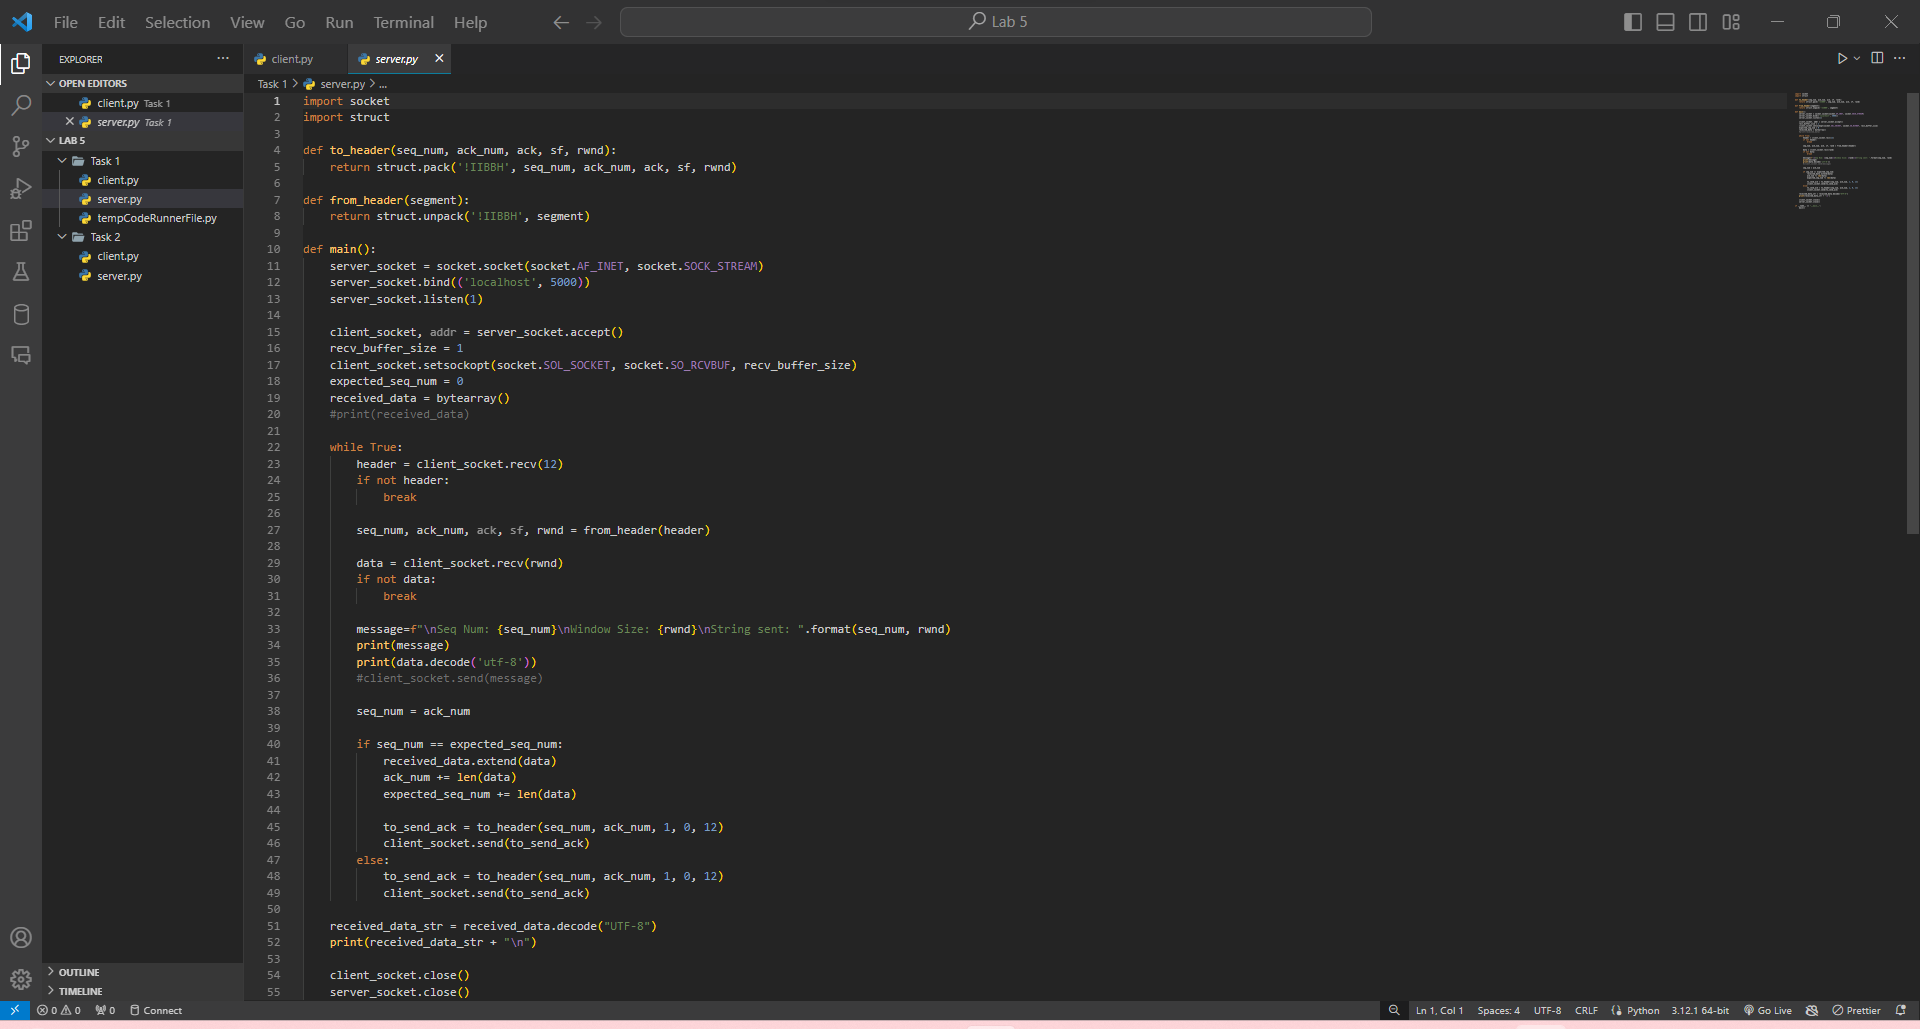 File Edit Selection View Go Run Terminal Help
Lab 5
EXPLORER
OPEN EDITORS
client.py Task 1
server.py Task 1
LAB 5
Task 1
client.py
server.py
tempCodeRunnerFile.py
Task 2
client.py
server.py
OUTLINE
TIMELINE
client.py server.py
Task 1 > server.py > ...
1 import socket
2 import struct
3
4 def to_header(seq_num, ack_num, ack, sf, rwnd):
5     return struct.pack('!IIBBH', seq_num, ack_num, ack, sf, rwnd)
6
7 def from_header(segment):
8     return struct.unpack('!IIBBH', segment)
9
10 def main():
11     server_socket = socket.socket(socket.AF_INET, socket.SOCK_STREAM)
12     server_socket.bind(('localhost', 5000))
13     server_socket.listen(1)
14
15     client_socket, addr = server_socket.accept()
16     recv_buffer_size = 1
17     client_socket.setsockopt(socket.SOL_SOCKET, socket.SO_RCVBUF, recv_buffer_size)
18     expected_seq_num = 0
19     received_data = bytearray()
20     #print(received_data)
21
22     while True:
23         header = client_socket.recv(12)
24         if not header:
25             break
26
27         seq_num, ack_num, ack, sf, rwnd = from_header(header)
28
29         data = client_socket.recv(rwnd)
30         if not data:
31             break
32
33         message=f"\nSeq Num: {seq_num}\nWindow Size: {rwnd}\nString sent: ".format(seq_num, rwnd)
34         print(message)
35         print(data.decode('utf-8'))
36         #client_socket.send(message)
37
38         seq_num = ack_num
39
40         if seq_num == expected_seq_num:
41             received_data.extend(data)
42             ack_num += len(data)
43             expected_seq_num += len(data)
44
45             to_send_ack = to_header(seq_num, ack_num, 1, 0, 12)
46             client_socket.send(to_send_ack)
47         else:
48             to_send_ack = to_header(seq_num, ack_num, 1, 0, 12)
49             client_socket.send(to_send_ack)
50
51     received_data_str = received_data.decode("UTF-8")
52     print(received_data_str + "\n")
53
54     client_socket.close()
55     server_socket.close()
0 0 0 Connect Ln 1, Col 1 Spaces: 4 UTF-8 CRLF Python 3.12.1 64-bit Go Live Prettier